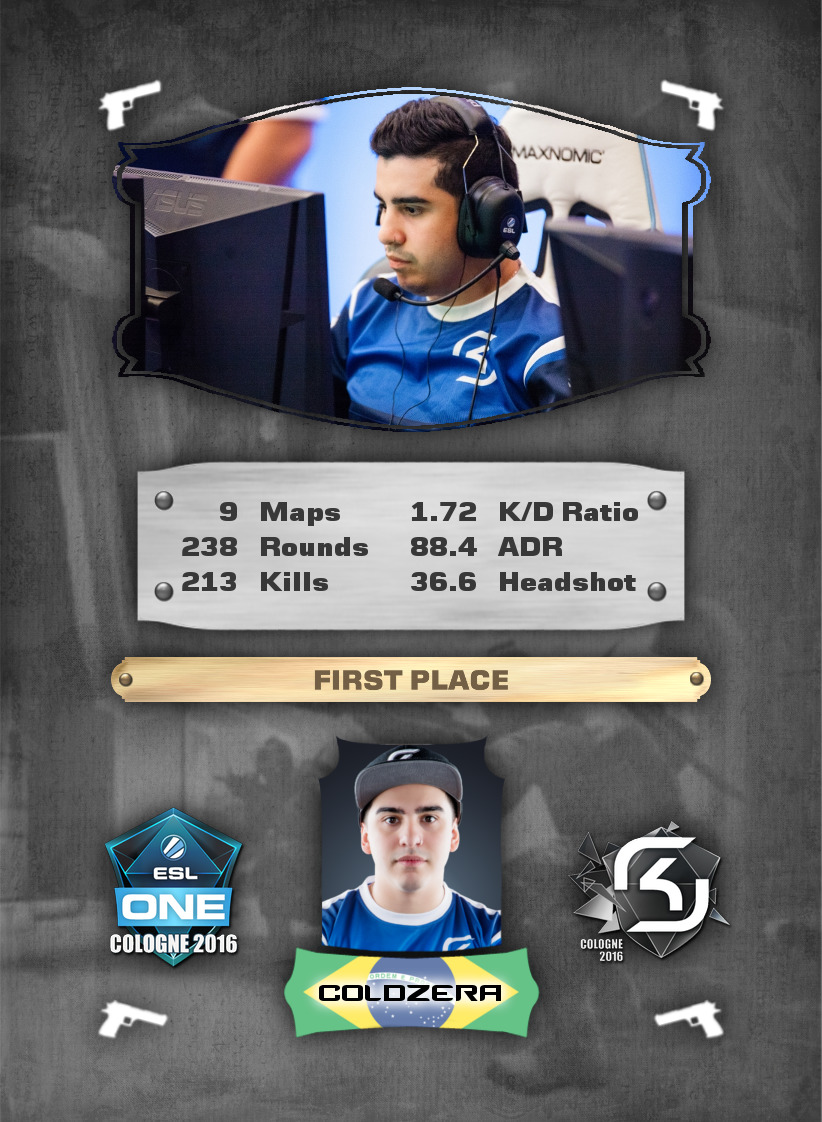 MAXNOMIC
ASUS
ESL
9 Maps 1.72 K/D Ratio
238 Rounds 88.4 ADR
213 Kills 36.6 Headshot
FIRST PLACE
ESL
ONE
COLOGNE 2016
COLOGNE
2016
ORDEM E
COLDZERA